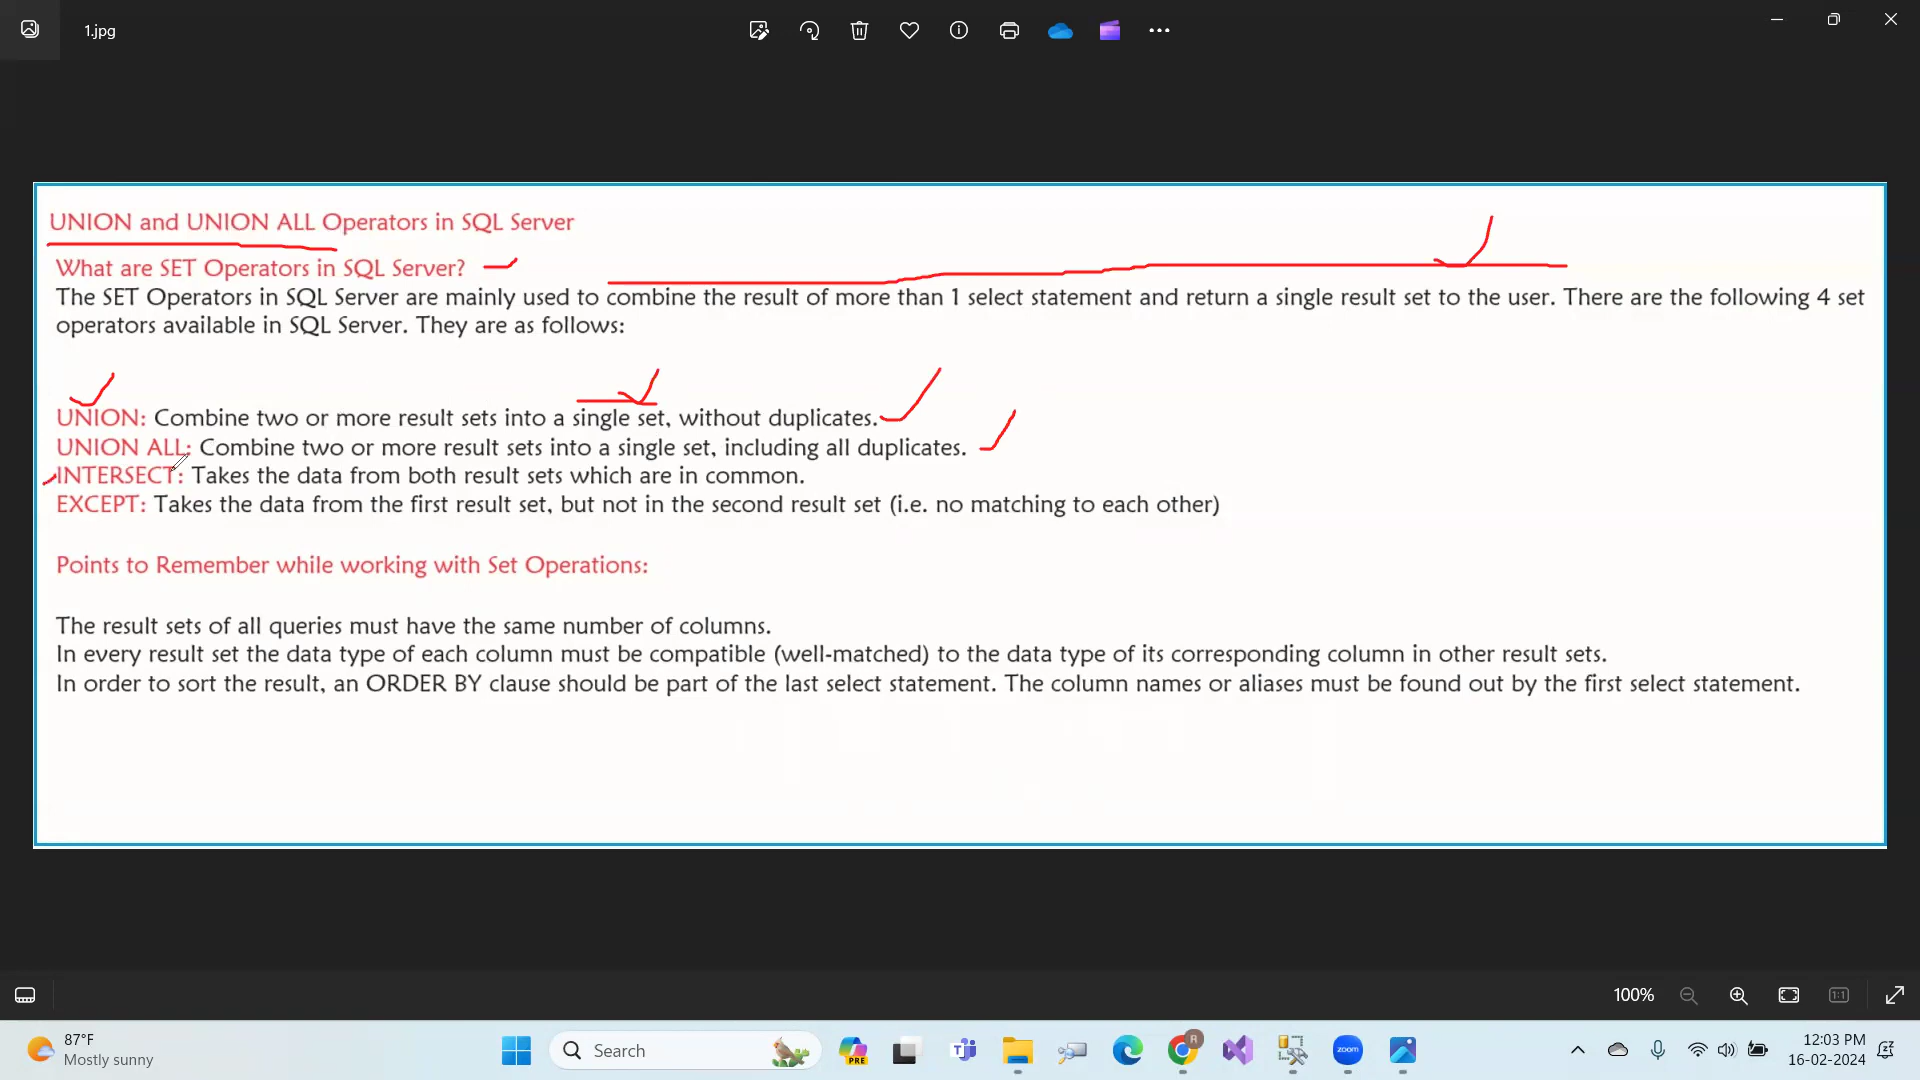 1.jpg
UNION and UNION ALL Operators in SQL Server
What are SET Operators in SQL Server?
The SET Operators in SQL Server are mainly used to combine the result of more than 1 select statement and return a single result set to the user. There are the following 4 set
operators available in SQL Server. They are as follows:
UNION: Combine two or more result sets into a single set, without duplicates.
UNION ALL: Combine two or more result sets into a single set, including all duplicates.
INTERSECT: Takes the data from both result sets which are in common.
EXCEPT: Takes the data from the first result set, but not in the second result set (i.e. no matching to each other)
Points to Remember while working with Set Operations:
The result sets of all queries must have the same number of columns.
In every result set the data type of each column must be compatible (well-matched) to the data type of its corresponding column in other result sets.
In order to sort the result, an ORDER BY clause should be part of the last select statement. The column names or aliases must be found out by the first select statement.
100%
1:1
87°F
Mostly sunny
Search
PRE
R
zoom
12:03 PM
16-02-2024